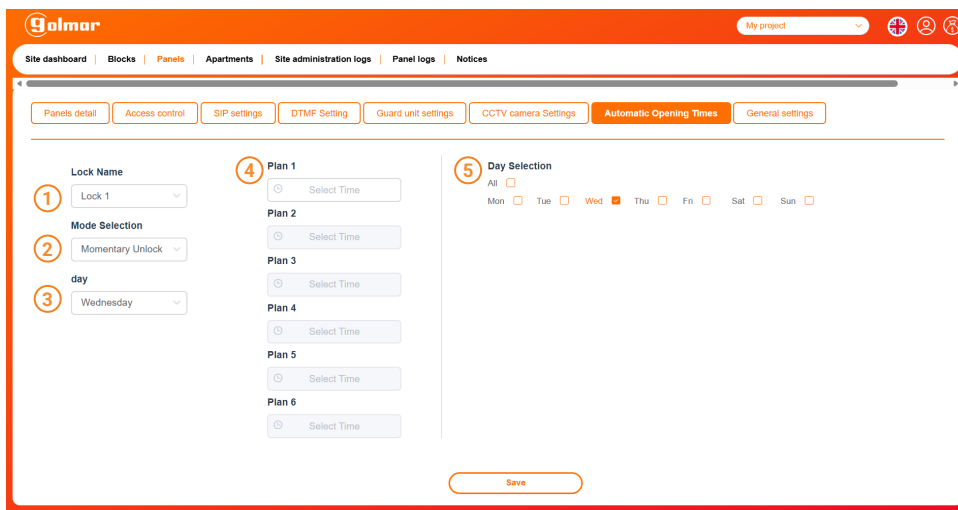 golmar
My project
Site dashboard | Blocks | Panels | Apartments | Site administration logs | Panel logs | Notices
Panels detail Access control SIP settings DTMF Setting Guard unit settings CCTV camera Settings Automatic Opening Times General settings
Lock Name
1 Lock 1
Mode Selection
2 Momentary Unlock
day
3 Wednesday
4 Plan 1
Select Time
Plan 2
Select Time
Plan 3
Select Time
Plan 4
Select Time
Plan 5
Select Time
Plan 6
Select Time
5 Day Selection
All
Mon Tue Wed Thu Fri Sat Sun
Save